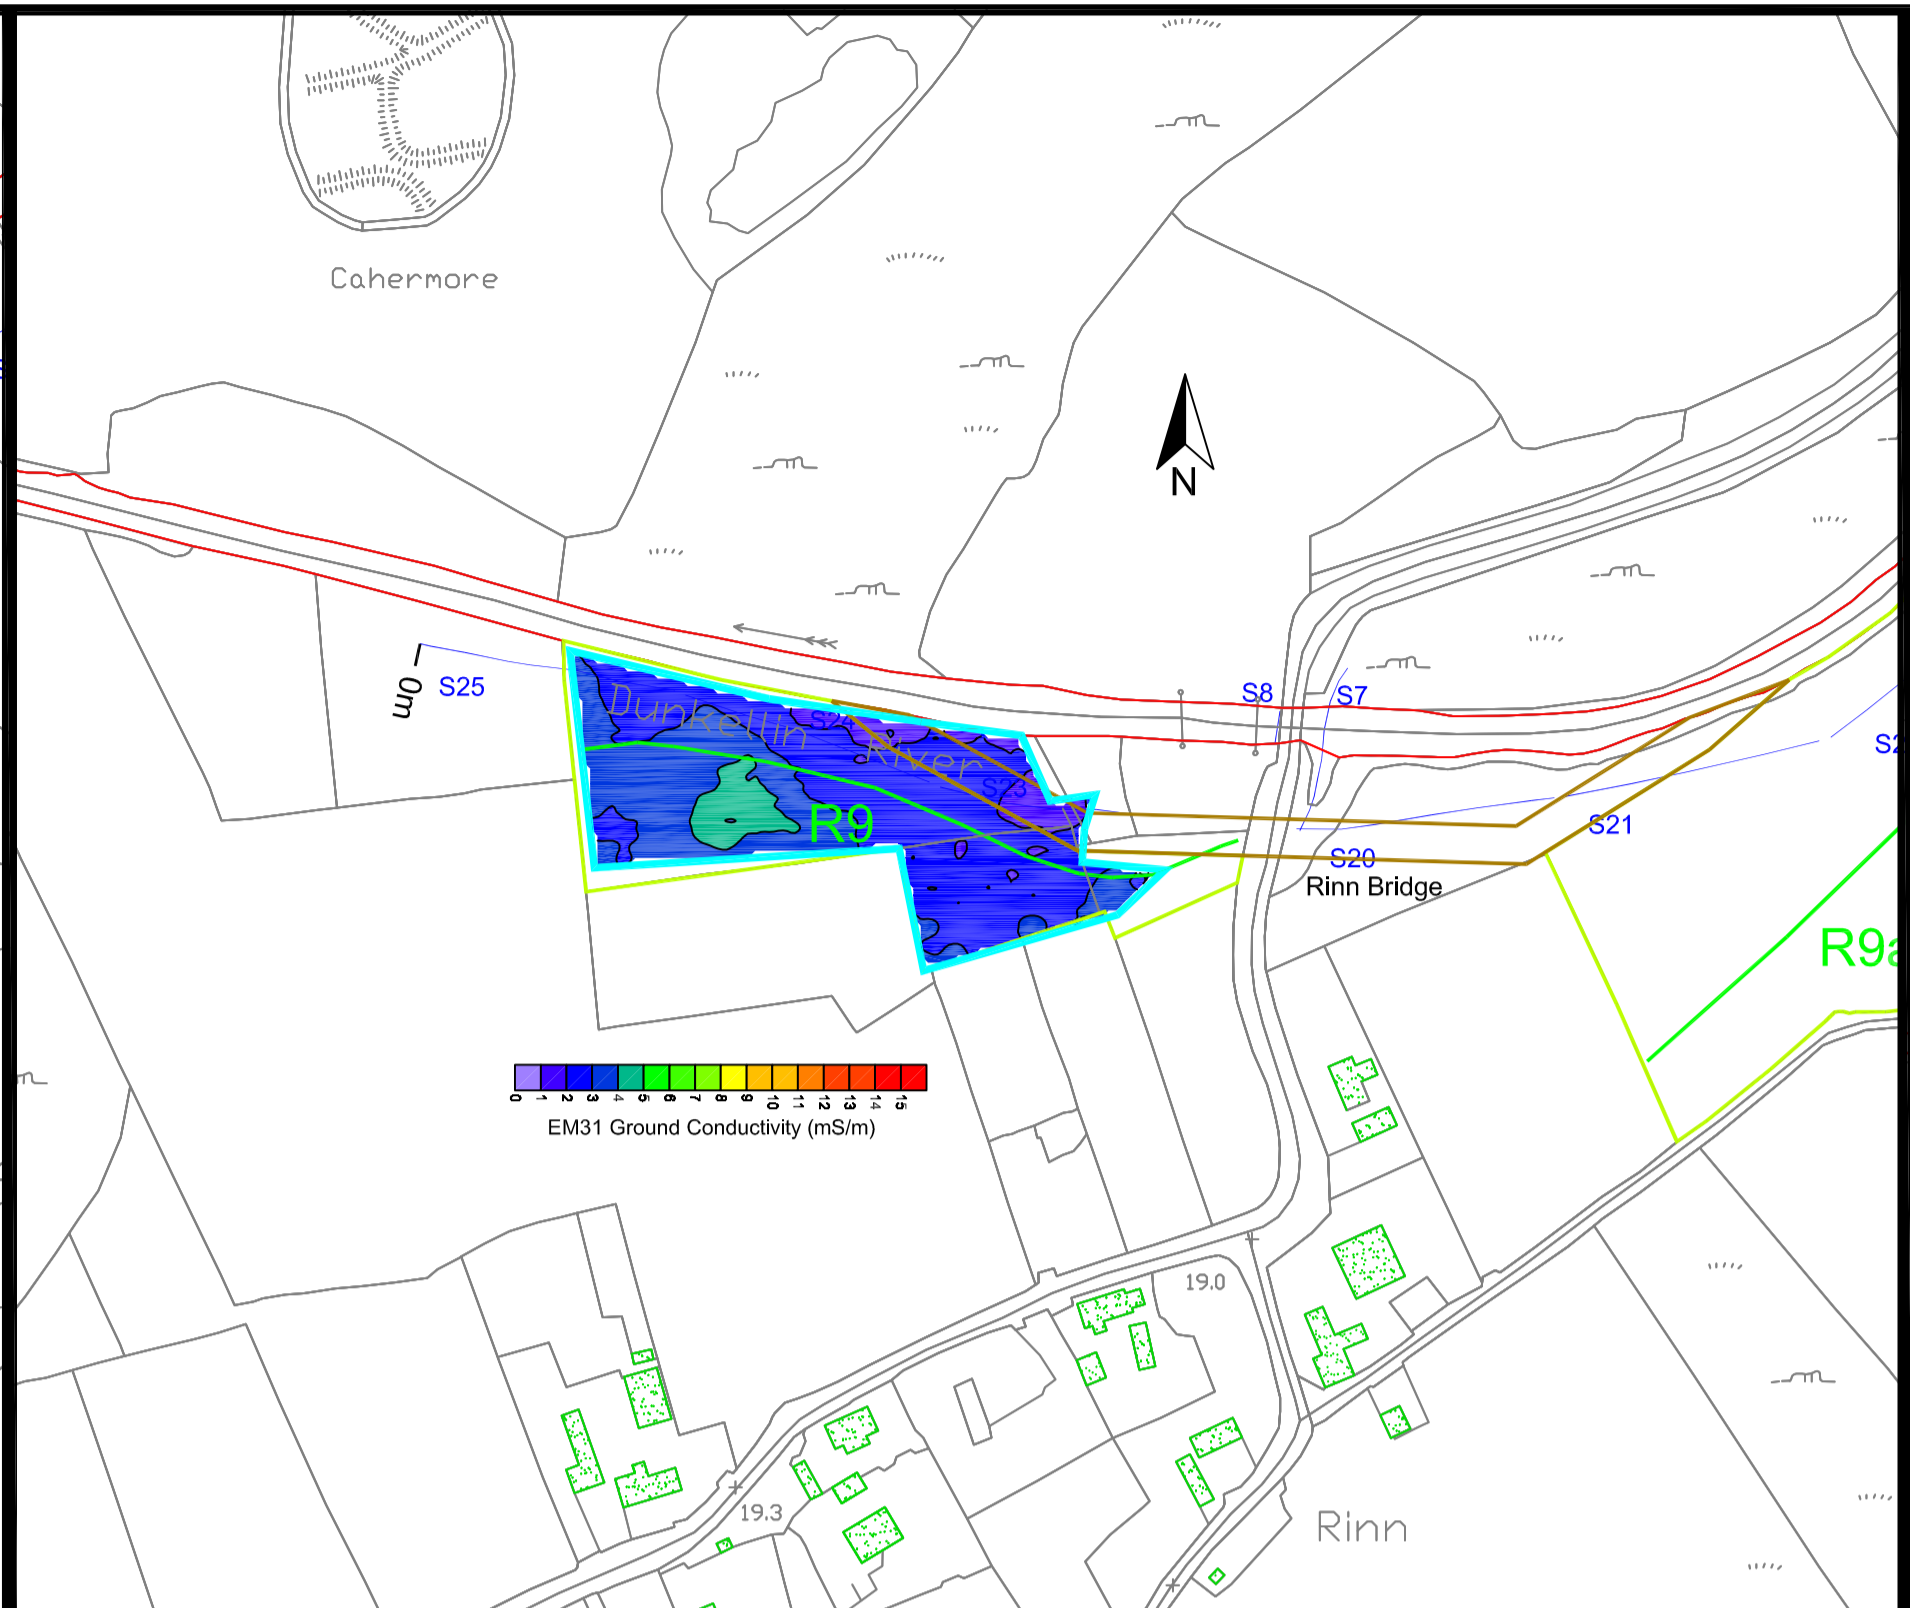 Cahermore
N
0m
S25
S8
S7
Dunkellin
S24
River
S23
R9
S21
S20
Rinn Bridge
R9a
0 1 2 3 4 5 6 7 8 9 10 11 12 13 14 15
EM31 Ground Conductivity (mS/m)
19.0
19.3
Rinn